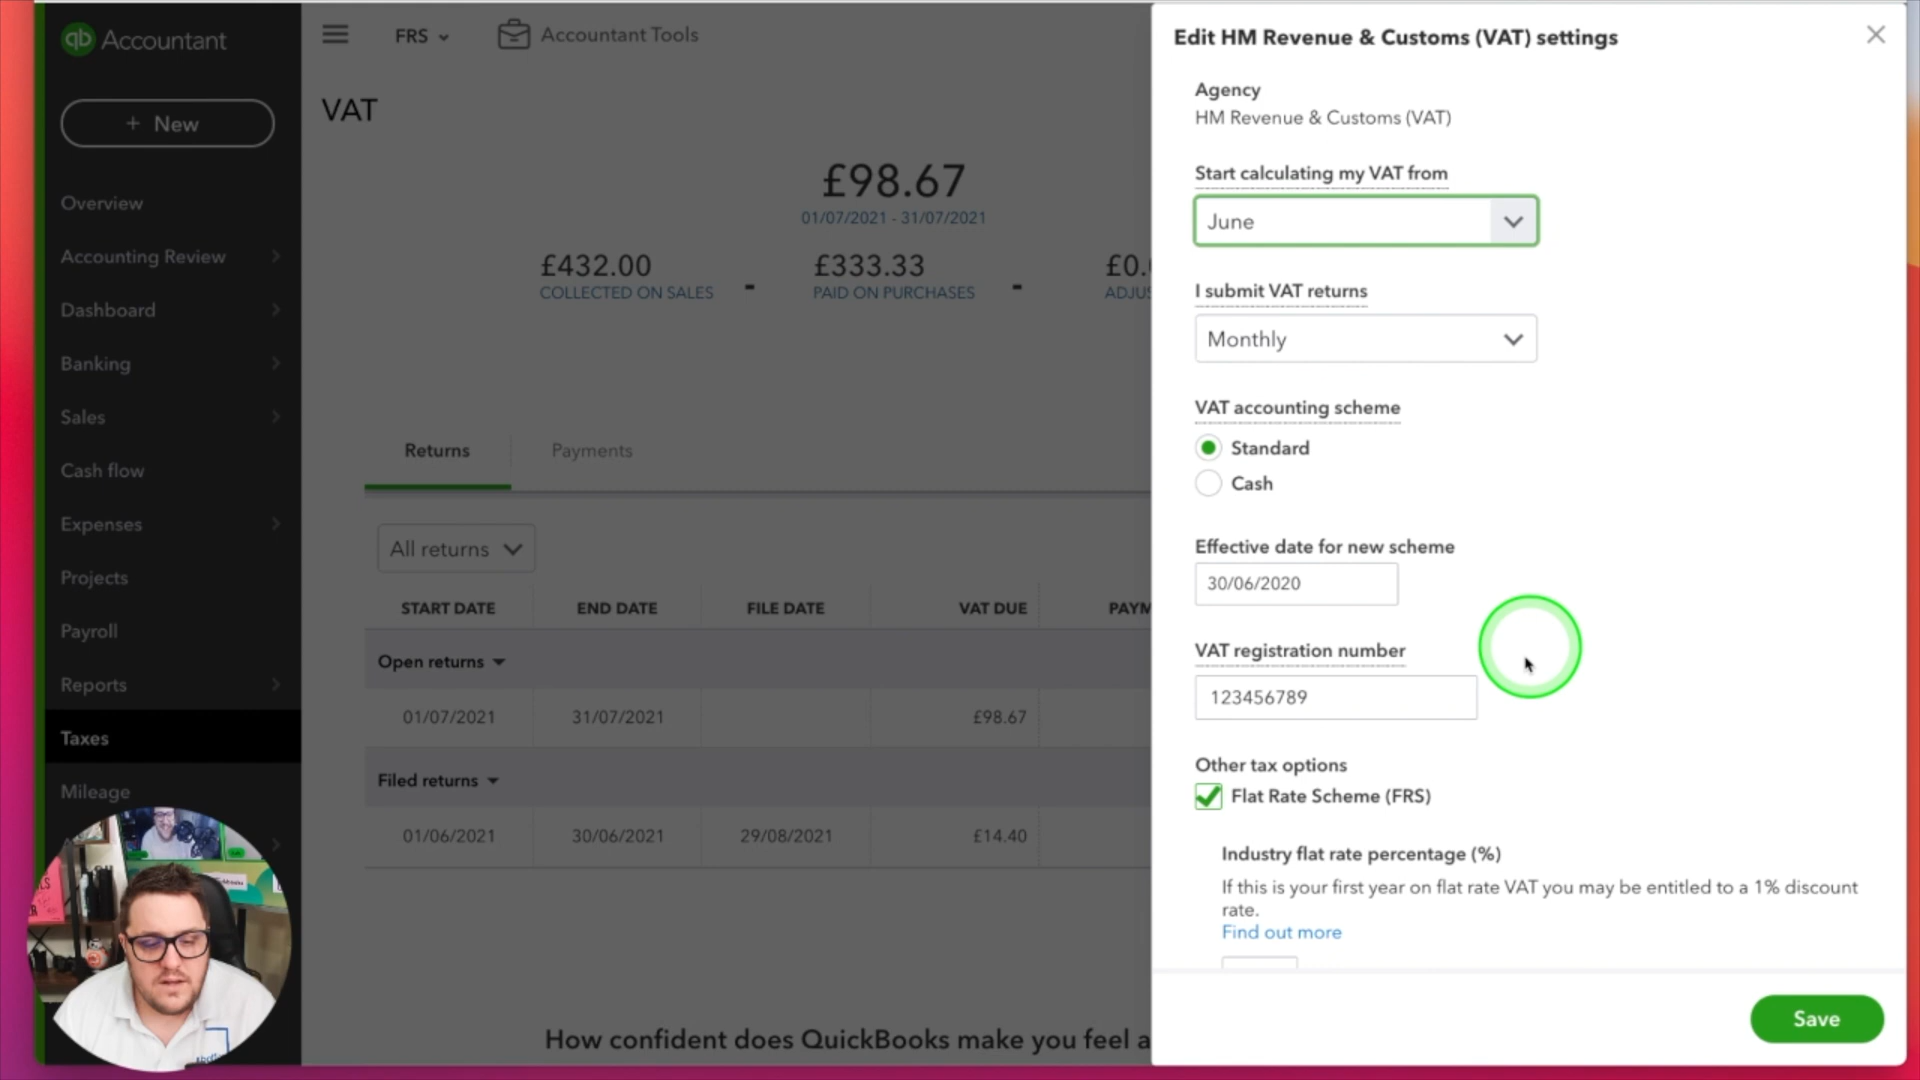 qb Accountant
+ New
Overview
Accounting Review
Dashboard
Banking
Sales
Cash flow
Expenses
Projects
Payroll
Reports
Taxes
Mileage
FRS
Accountant Tools
VAT
£98.67
01/07/2021 - 31/07/2021
£432.00
COLLECTED ON SALES
-
£333.33
PAID ON PURCHASES
-
£0.
ADJUS
Returns
Payments
All returns
START DATE END DATE FILE DATE VAT DUE PAYM
Open returns
01/07/2021 31/07/2021 £98.67
Filed returns
01/06/2021 30/06/2021 29/08/2021 £14.40
How confident does QuickBooks make you feel a
Edit HM Revenue & Customs (VAT) settings
Agency
HM Revenue & Customs (VAT)
Start calculating my VAT from
June
I submit VAT returns
Monthly
VAT accounting scheme
Standard
Cash
Effective date for new scheme
30/06/2020
VAT registration number
123456789
Other tax options
Flat Rate Scheme (FRS)
Industry flat rate percentage (%)
If this is your first year on flat rate VAT you may be entitled to a 1% discount
rate.
Find out more
Save